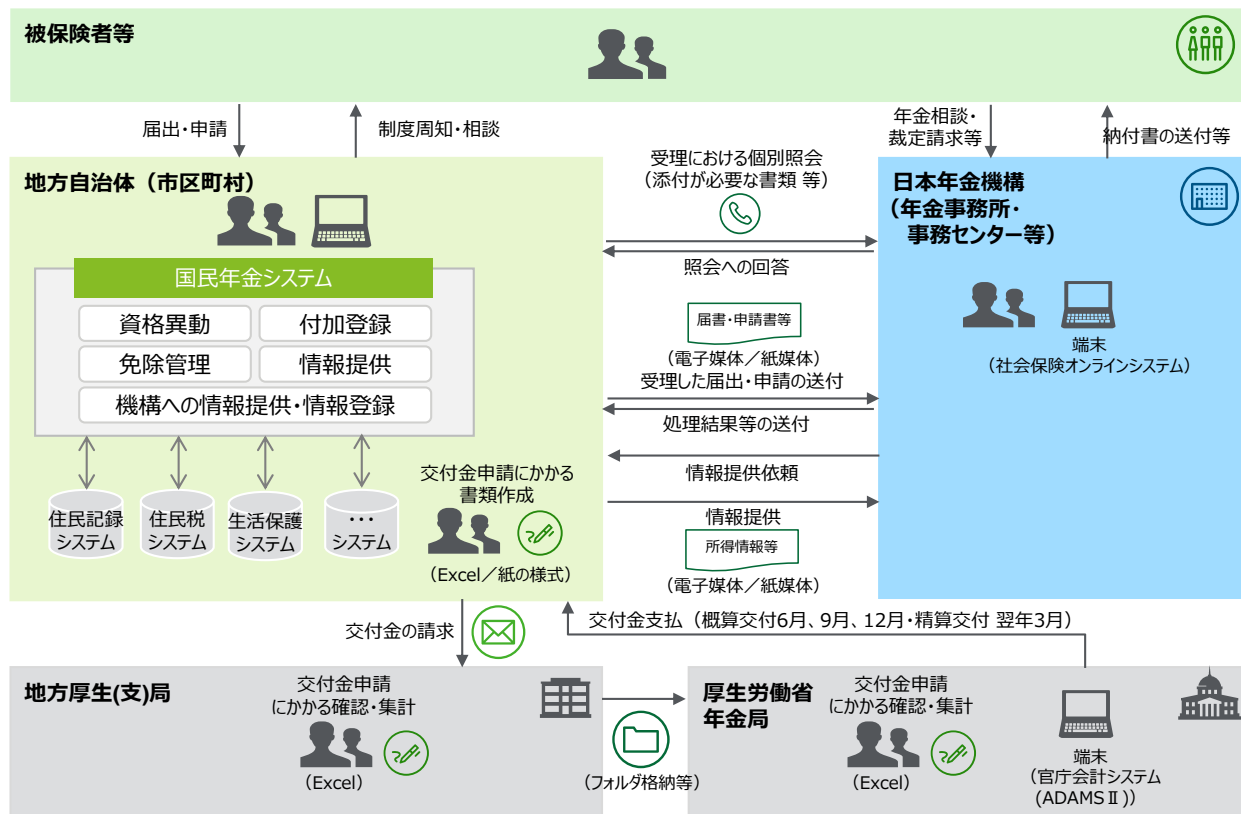 被保険者等
届出・申請
制度周知・相談
年金相談・
裁定請求等
納付書の送付等
地方自治体（市区町村）
国民年金システム
資格異動
付加登録
免除管理
情報提供
機構への情報提供・情報登録
住民記録
システム
住民税
システム
生活保護
システム
・・・
システム
交付金申請にかかる
書類作成
（Excel／紙の様式）
受理における個別照会
（添付が必要な書類 等）
照会への回答
届書・申請書等
（電子媒体／紙媒体）
受理した届出・申請の送付
処理結果等の送付
情報提供依頼
情報提供
所得情報等
（電子媒体／紙媒体）
日本年金機構
（年金事務所・
事務センター等）
端末
（社会保険オンラインシステム）
交付金の請求
交付金支払（概算交付6月、9月、12月・精算交付 翌年3月）
地方厚生(支)局
交付金申請
にかかる確認・集計
（Excel）
（フォルダ格納等）
厚生労働省
年金局
交付金申請
にかかる確認・集計
（Excel）
端末
（官庁会計システム
(ADAMSⅡ)）